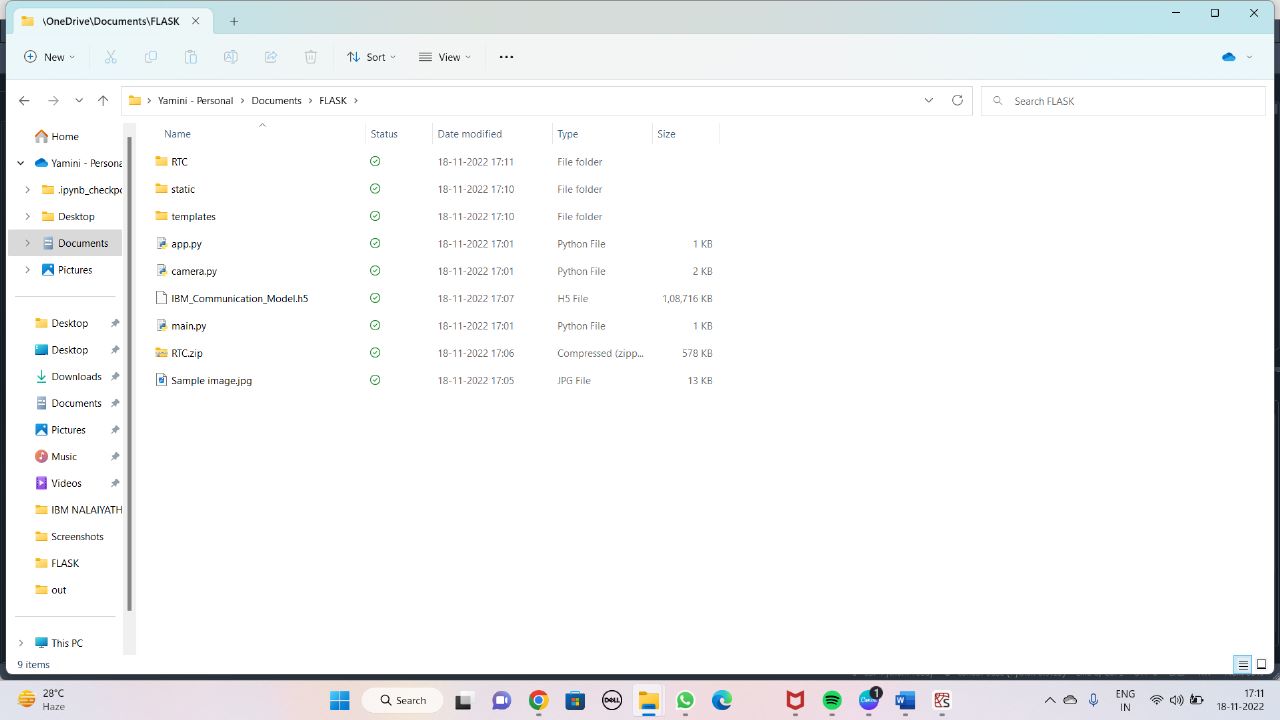 \OneDrive\Documents\FLASK
New
Sort
View
Yamini - Personal > Documents > FLASK >
Search FLASK
Name Status Date modified Type Size
RTC 18-11-2022 17:11 File folder
static 18-11-2022 17:10 File folder
templates 18-11-2022 17:10 File folder
app.py 18-11-2022 17:01 Python File 1 KB
camera.py 18-11-2022 17:01 Python File 2 KB
IBM_Communication_Model.h5 18-11-2022 17:07 H5 File 1,08,716 KB
main.py 18-11-2022 17:01 Python File 1 KB
RTC.zip 18-11-2022 17:06 Compressed (zipp... 578 KB
Sample image.jpg 18-11-2022 17:05 JPG File 13 KB
Home
Yamini - Persona
.ipynb_checkpo
Desktop
Documents
Pictures
Desktop
Desktop
Downloads
Documents
Pictures
Music
Videos
IBM NALAIYATH
Screenshots
FLASK
out
This PC
9 items
28°C
Haze
Search
DELL
1
ENG
IN
17:13
18-11-2022